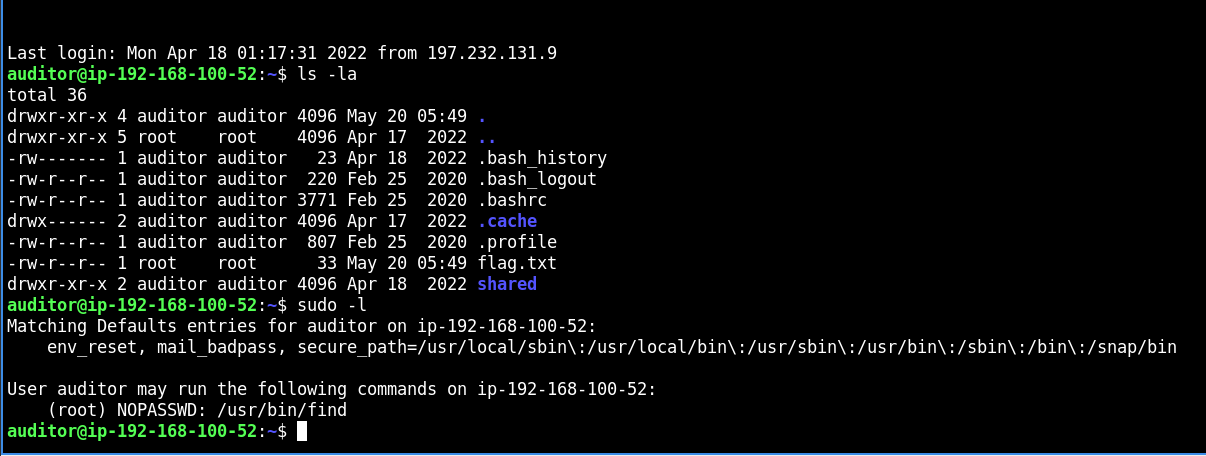 Last login: Mon Apr 18 01:17:31 2022 from 197.232.131.9
auditor@ip-192-168-100-52:~$ ls -la
total 36
drwxr-xr-x 4 auditor auditor 4096 May 20 05:49 .
drwxr-xr-x 5 root    root    4096 Apr 17  2022 ..
-rw------- 1 auditor auditor   23 Apr 18  2022 .bash_history
-rw-r--r-- 1 auditor auditor  220 Feb 25  2020 .bash_logout
-rw-r--r-- 1 auditor auditor 3771 Feb 25  2020 .bashrc
drwx------ 2 auditor auditor 4096 Apr 17  2022 .cache
-rw-r--r-- 1 auditor auditor  807 Feb 25  2020 .profile
-rw-r--r-- 1 root    root      33 May 20 05:49 flag.txt
drwxr-xr-x 2 auditor auditor 4096 Apr 18  2022 shared
auditor@ip-192-168-100-52:~$ sudo -l
Matching Defaults entries for auditor on ip-192-168-100-52:
    env_reset, mail_badpass, secure_path=/usr/local/sbin\:/usr/local/bin\:/usr/sbin\:/usr/bin\:/sbin\:/bin\:/snap/bin

User auditor may run the following commands on ip-192-168-100-52:
    (root) NOPASSWD: /usr/bin/find
auditor@ip-192-168-100-52:~$